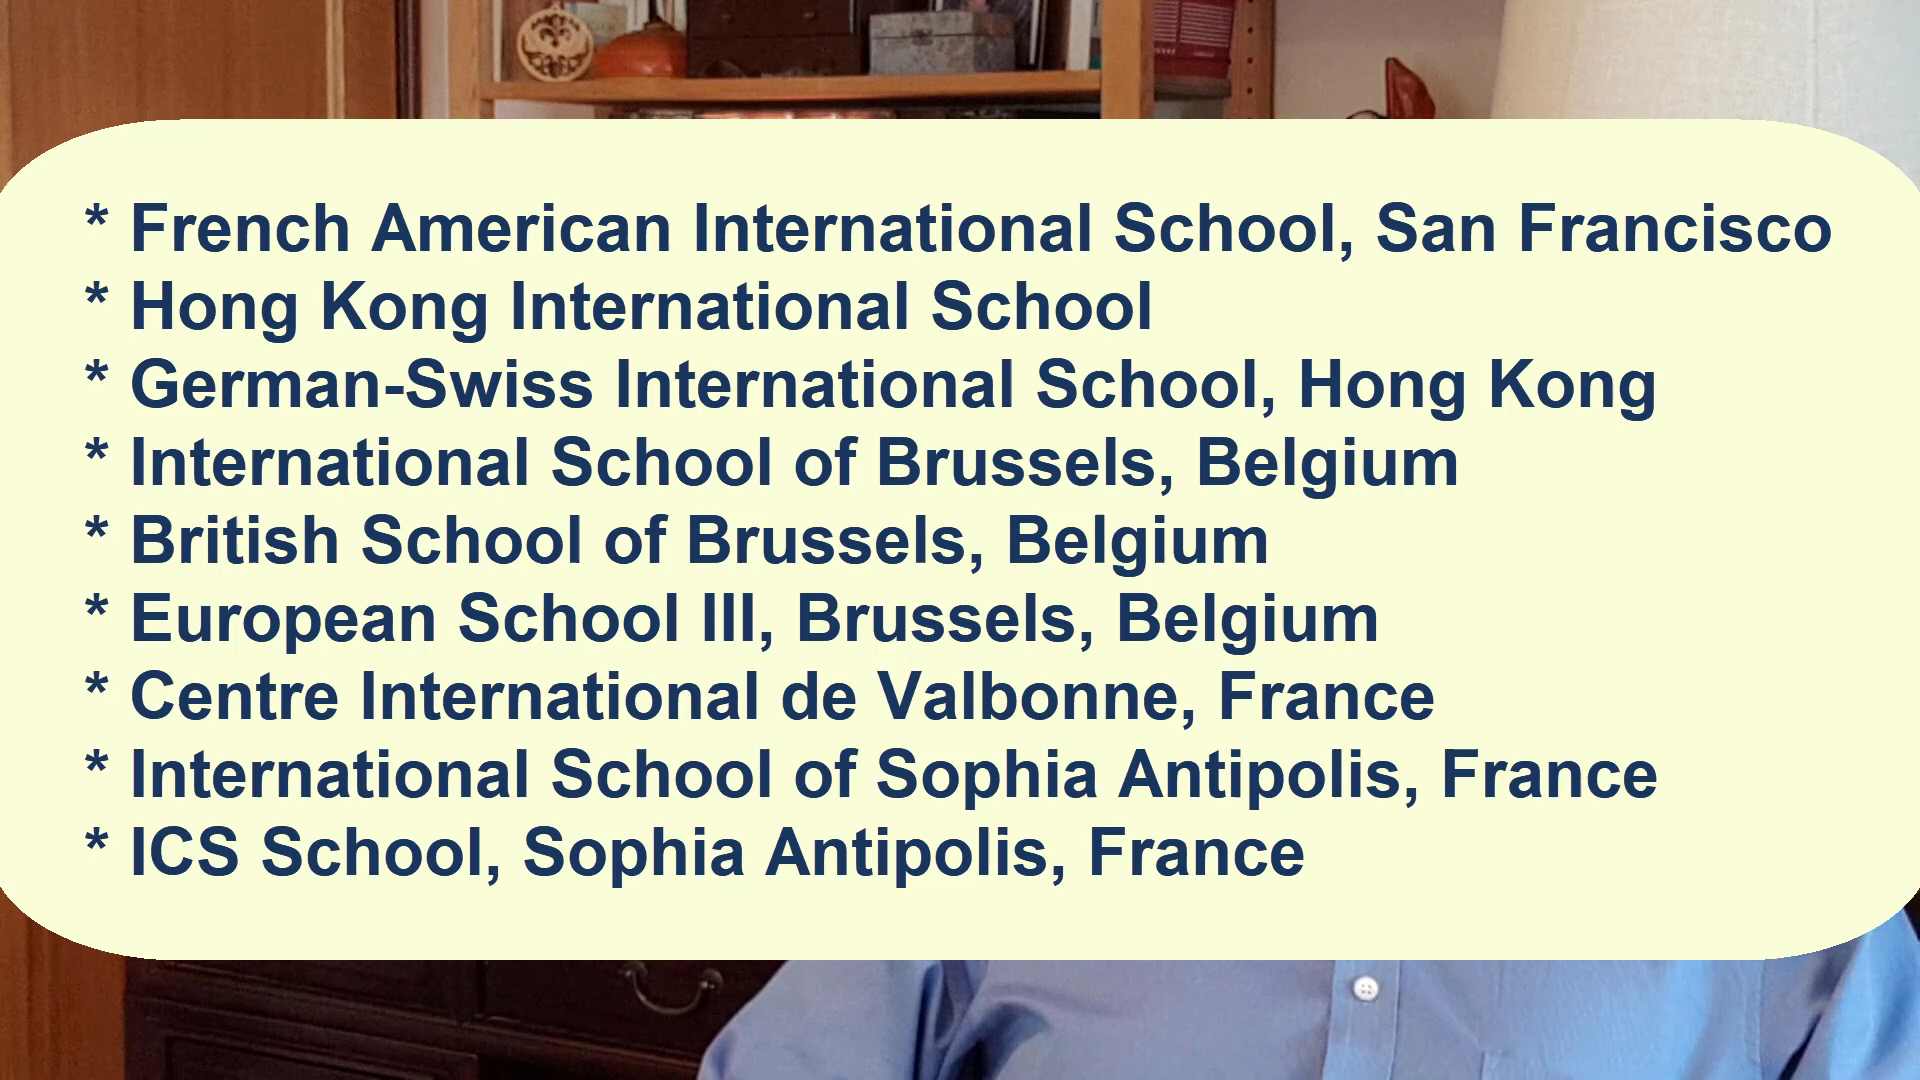 * French American International School, San Francisco
* Hong Kong International School
* German-Swiss International School, Hong Kong
* International School of Brussels, Belgium
* British School of Brussels, Belgium
* European School III, Brussels, Belgium
* Centre International de Valbonne, France
* International School of Sophia Antipolis, France
* ICS School, Sophia Antipolis, France